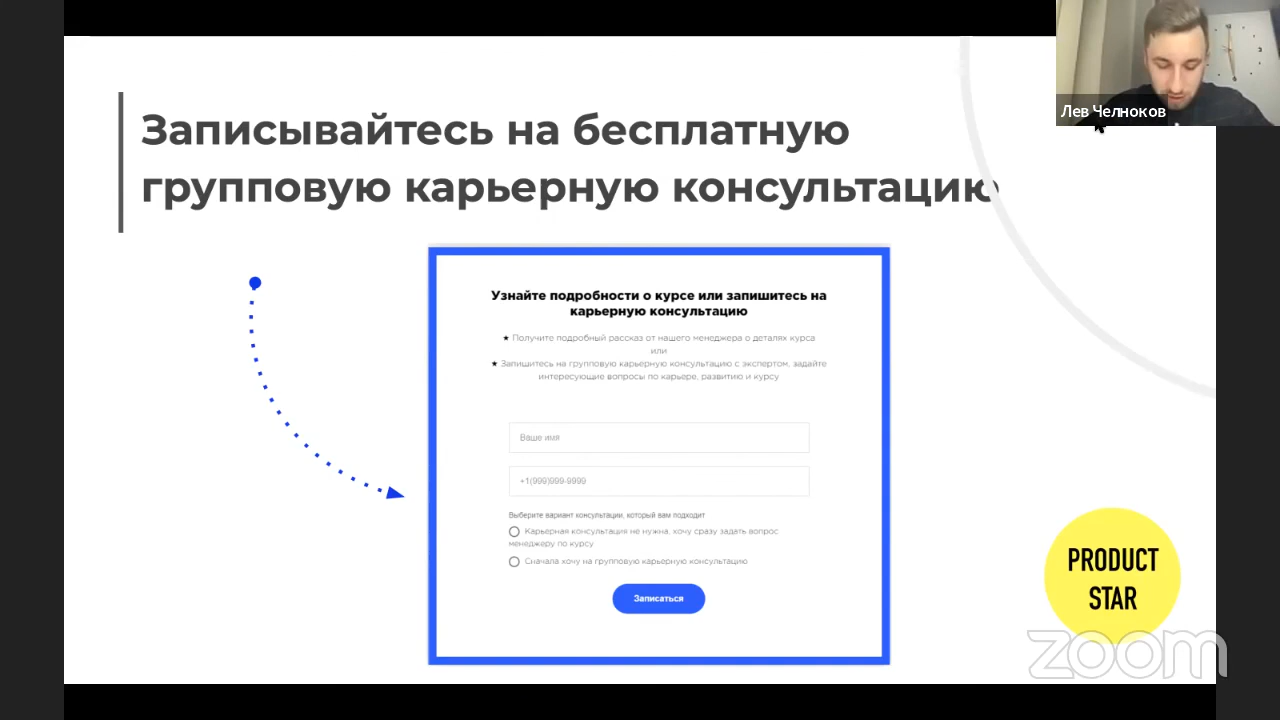 Записывайтесь на бесплатную
групповую карьерную консультацию
Лев Челноков
Узнайте подробности о курсе или запишитесь на
карьерную консультацию
★ Получите подробный рассказ от нашего менеджера о деталях курса
или
★ Запишитесь на групповую карьерную консультацию с экспертом, задайте
интересующие вопросы по карьере, развитию и курсу
Ваше имя
+1(999)999-9999
Выберите вариант консультации, который вам подходит
Карьерная консультация не нужна, хочу сразу задать вопрос
менеджеру по курсу
Сначала хочу на групповую карьерную консультацию
Записаться
PRODUCT
STAR
zoom